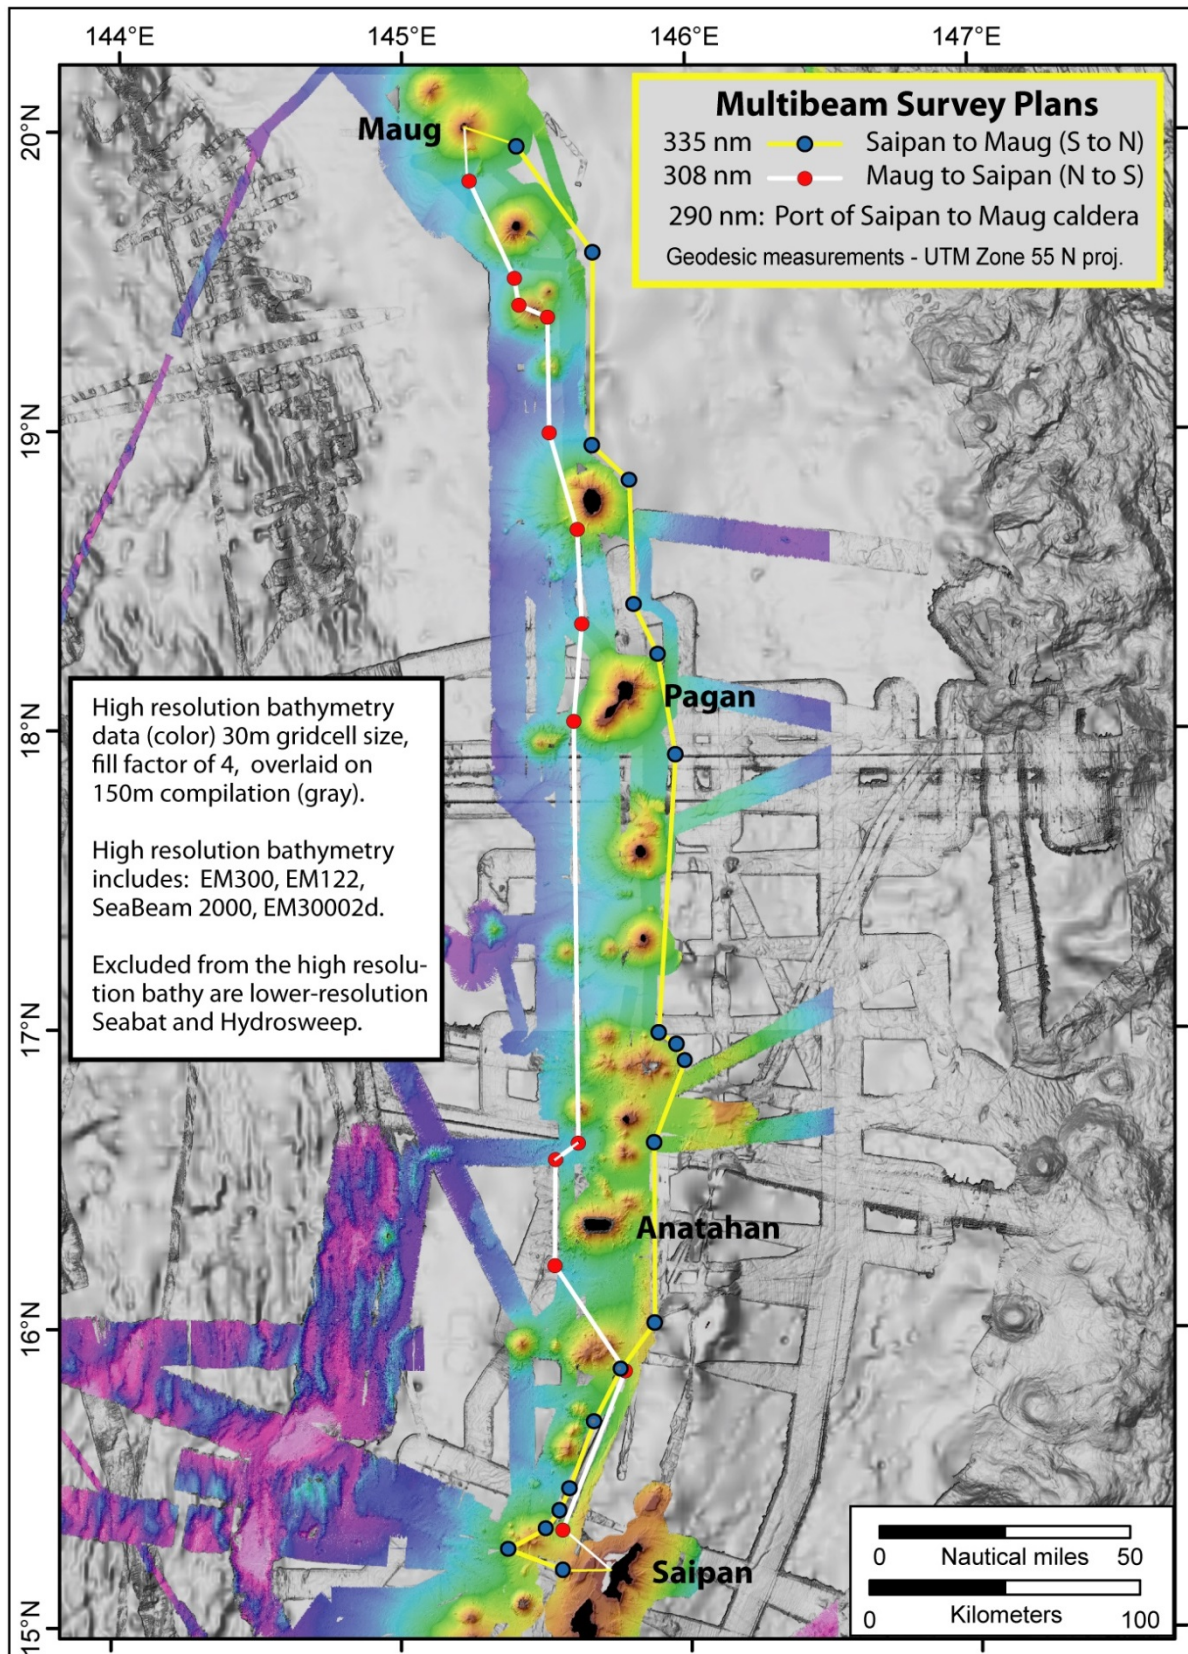 144°E
145°E
146°E
147°E
Multibeam Survey Plans
335 nm Saipan to Maug (S to N)
308 nm Maug to Saipan (N to S)
290 nm: Port of Saipan to Maug caldera
Geodesic measurements - UTM Zone 55 N proj.
20°N
Maug
19°N
High resolution bathymetry
data (color) 30m gridcell size,
fill factor of 4, overlaid on
150m compilation (gray).
High resolution bathymetry
includes: EM300, EM122,
SeaBeam 2000, EM30002d.
Excluded from the high resolu-
tion bathy are lower-resolution
Seabat and Hydrosweep.
Pagan
18°N
17°N
Anatahan
16°N
Saipan
0 Nautical miles 50
0 Kilometers 100
15°N